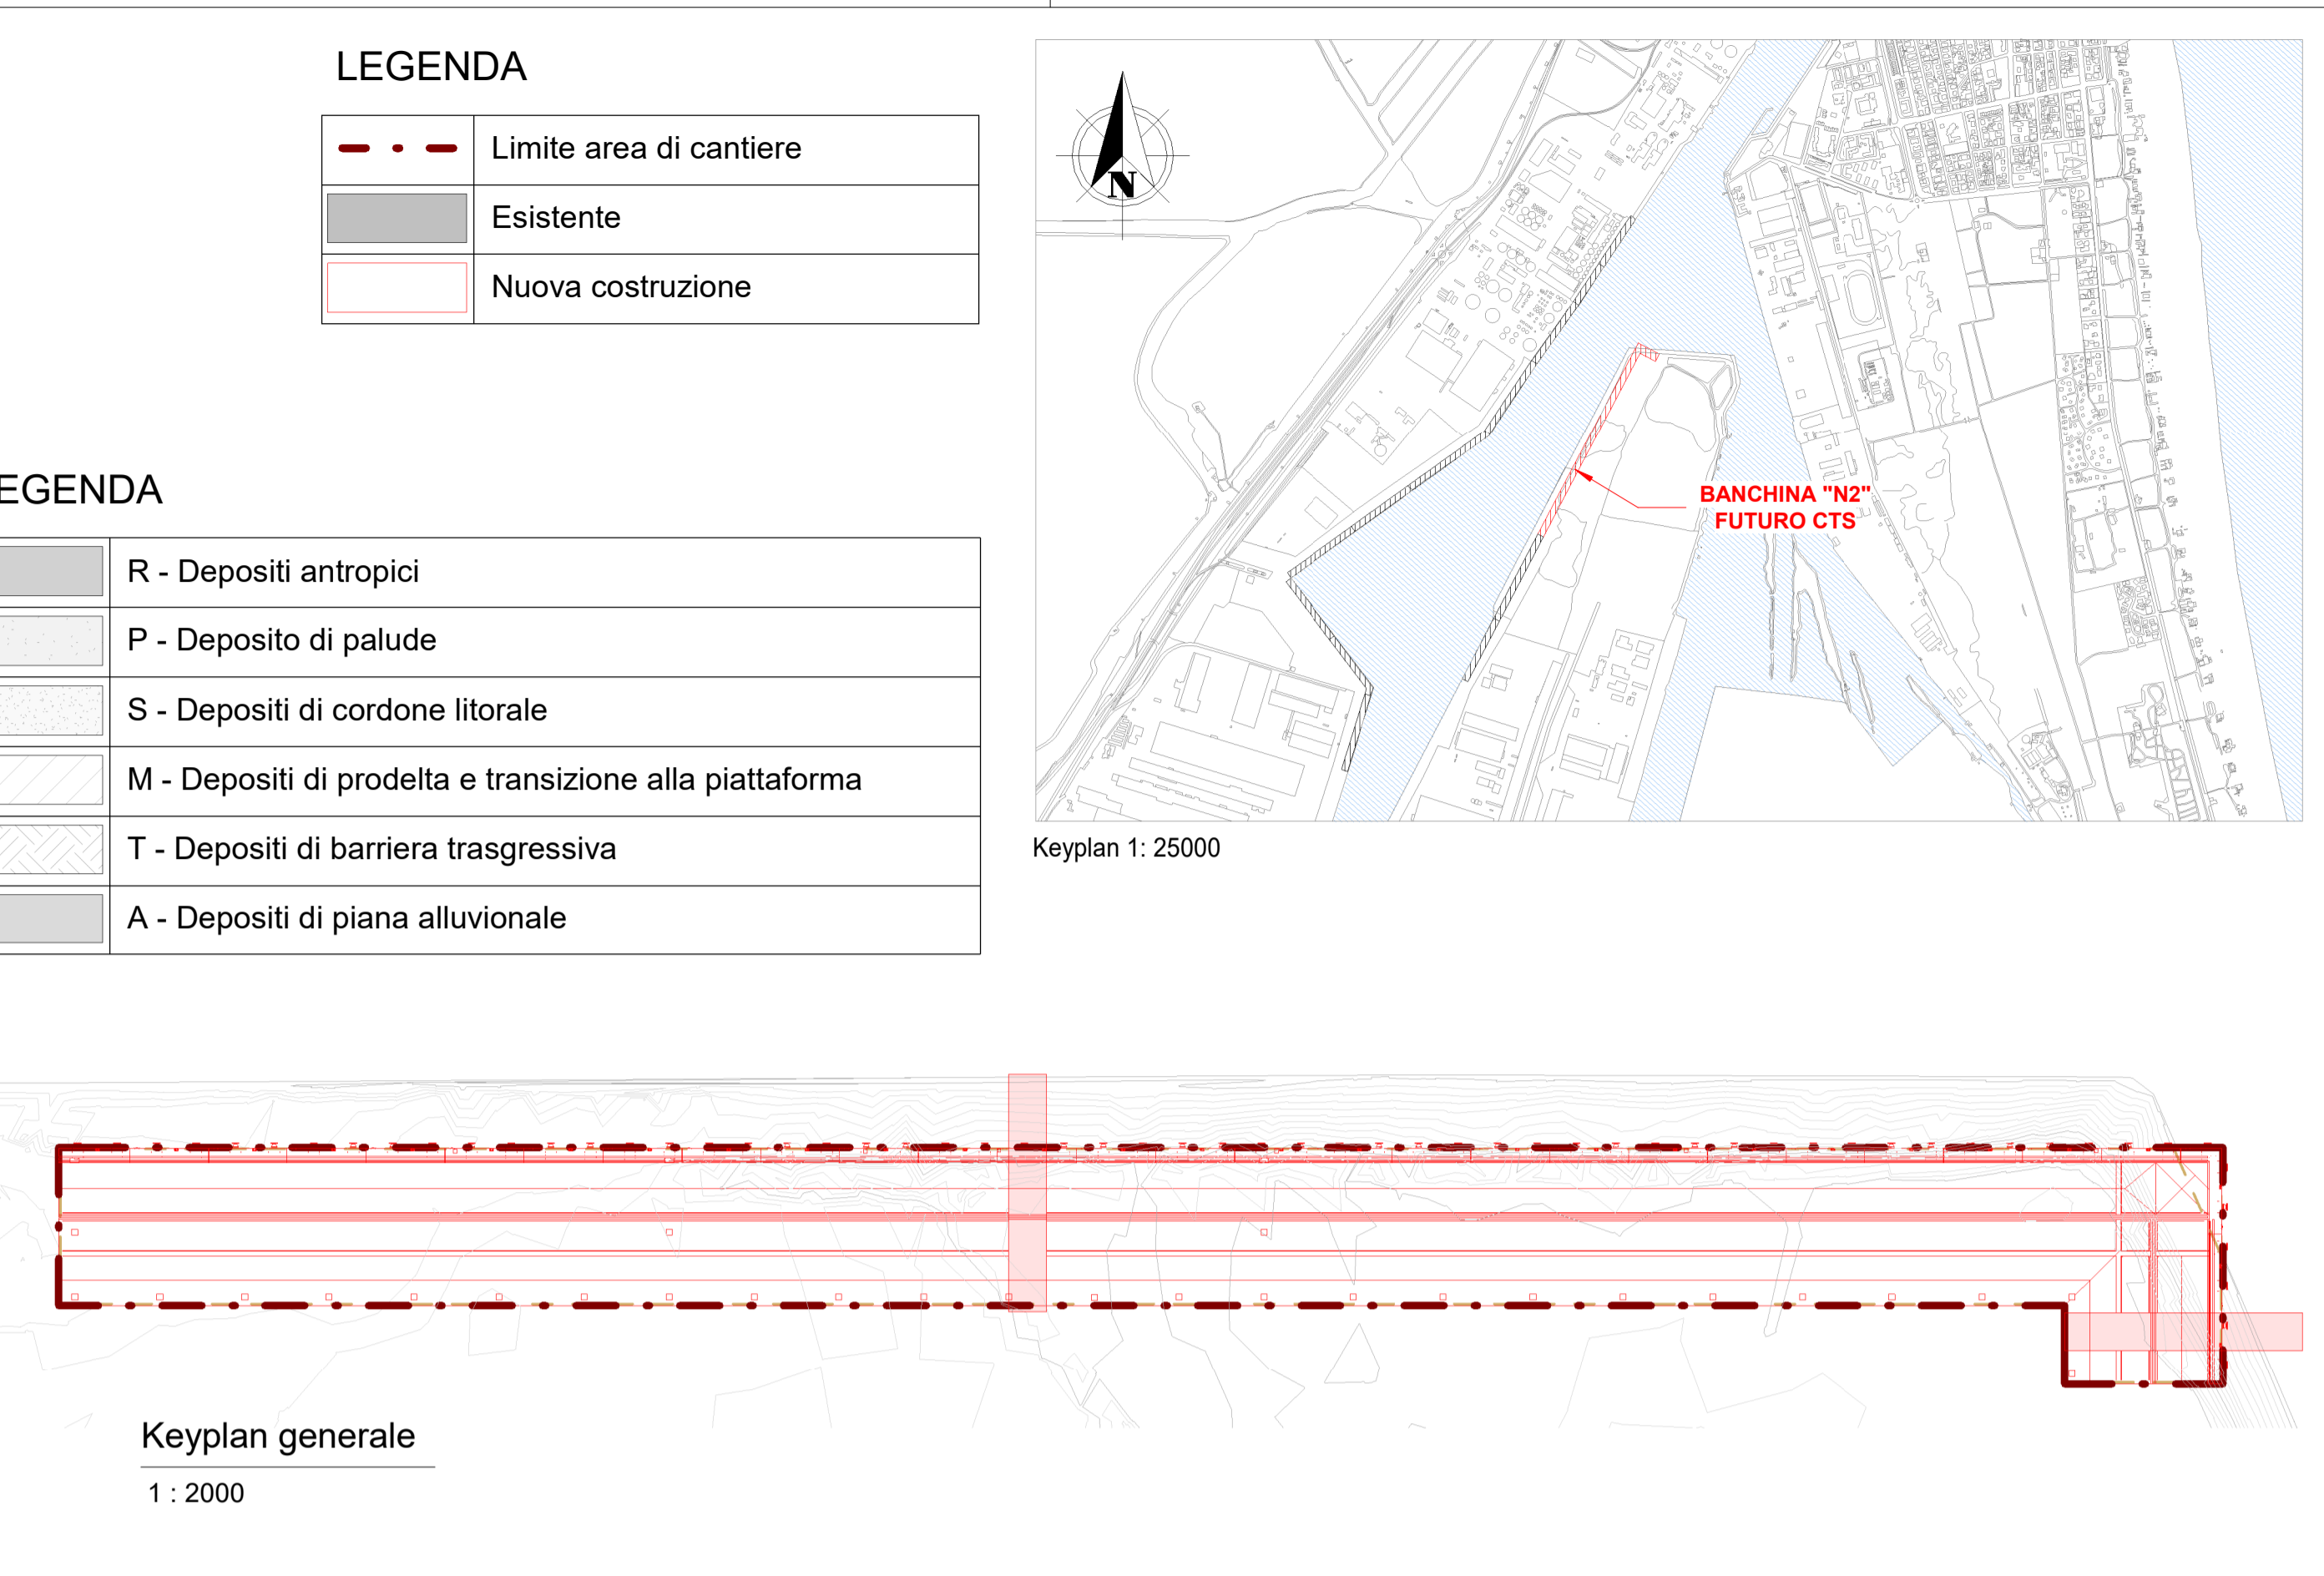 LEGENDA
Limite area di cantiere
Esistente
Nuova costruzione
EGENDA
R - Depositi antropici
P - Deposito di palude
S - Depositi di cordone litorale
M - Depositi di prodelta e transizione alla piattaforma
T - Depositi di barriera trasgressiva
A - Depositi di piana alluvionale
N
BANCHINA "N2"
FUTURO CTS
Keyplan 1: 25000
Keyplan generale
1 : 2000